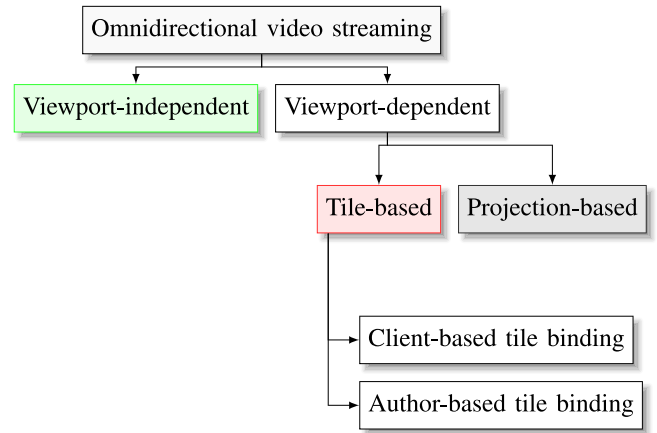 Omnidirectional video streaming
Viewport-independent
Viewport-dependent
Tile-based
Projection-based
Client-based tile binding
Author-based tile binding